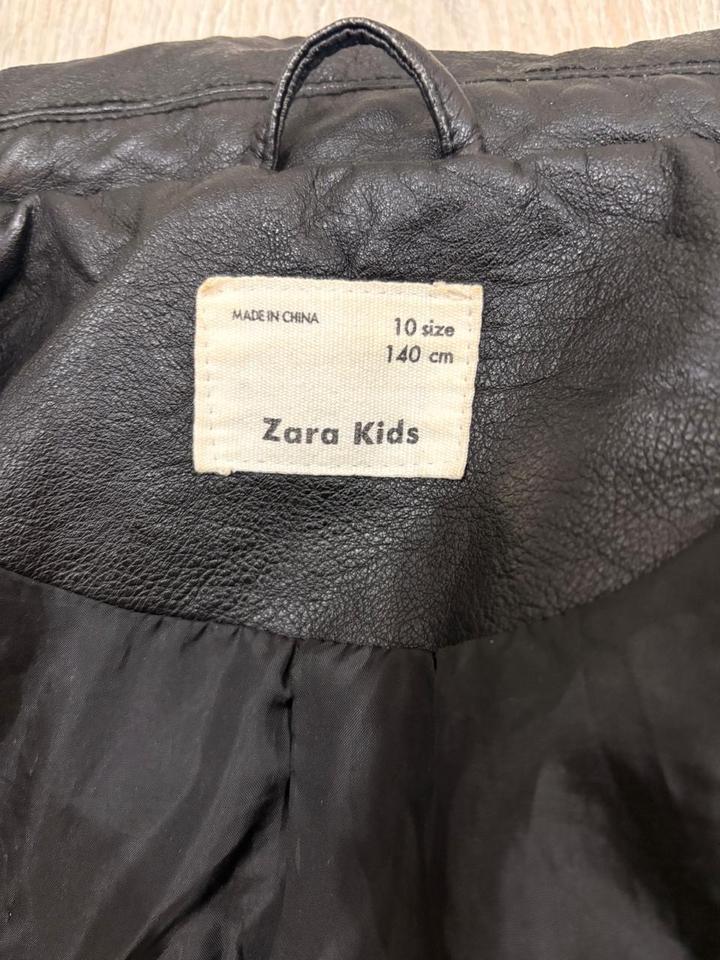 MADE IN CHINA
10 size
140 cm
Zara Kids